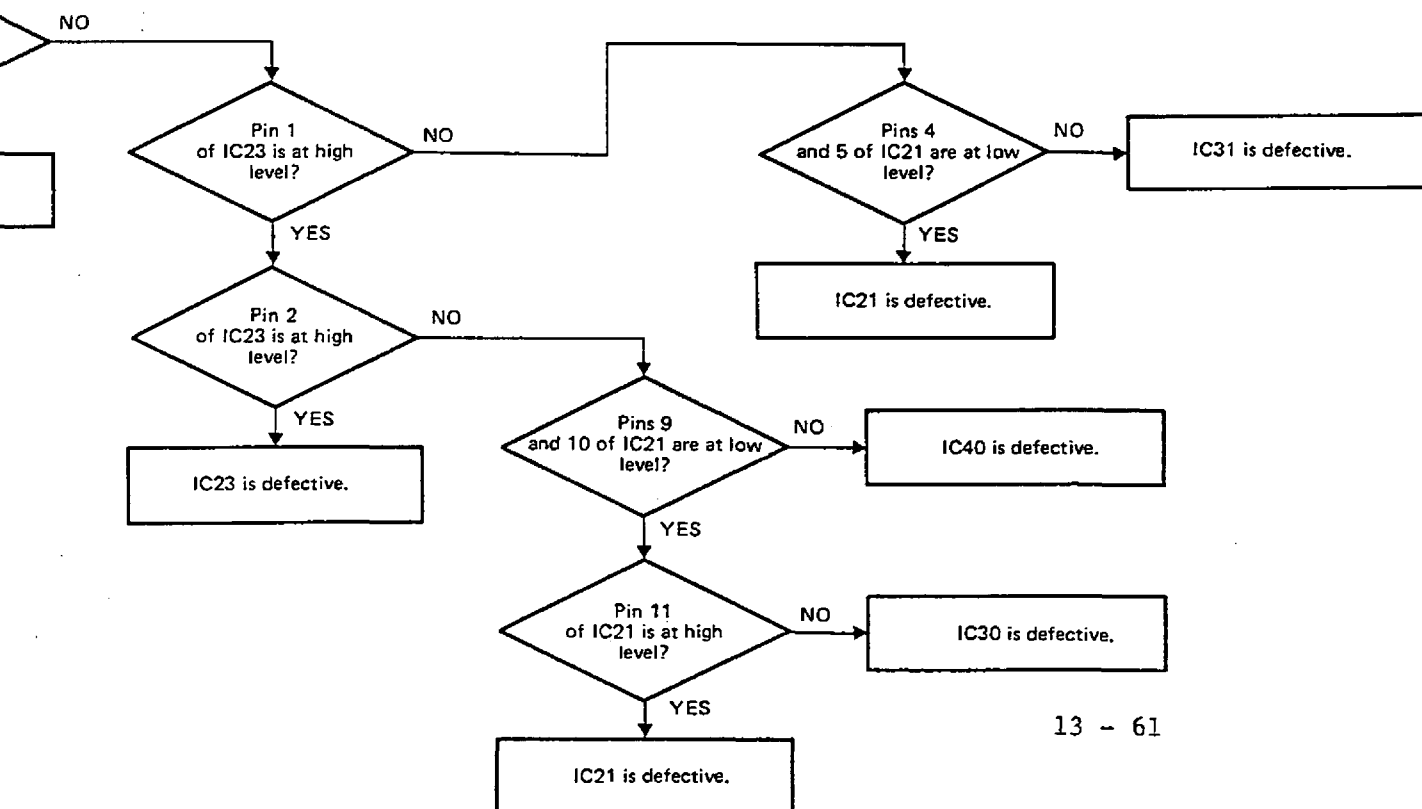 NO
Pin 1
of IC23 is at high
level?
NO
Pins 4
and 5 of IC21 are at low
level?
NO
IC31 is defective.
YES
YES
IC21 is defective.
Pin 2
of IC23 is at high
level?
NO
YES
IC23 is defective.
Pins 9
and 10 of IC21 are at low
level?
NO
IC40 is defective.
YES
Pin 11
of IC21 is at high
level?
NO
IC30 is defective.
YES
IC21 is defective.
13 - 61